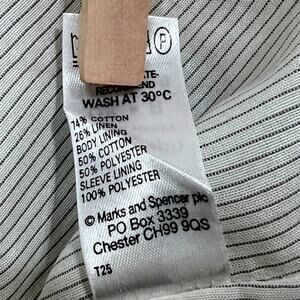 F
RECOMMEND
WASH AT 30°C
74% COTTON
26% LINEN
BODY LINING
50% COTTON
50% POLYESTER
SLEEVE LINING
100% POLYESTER
© Marks and Spencer plc
PO Box 3339
Chester CH99 9QS
T25